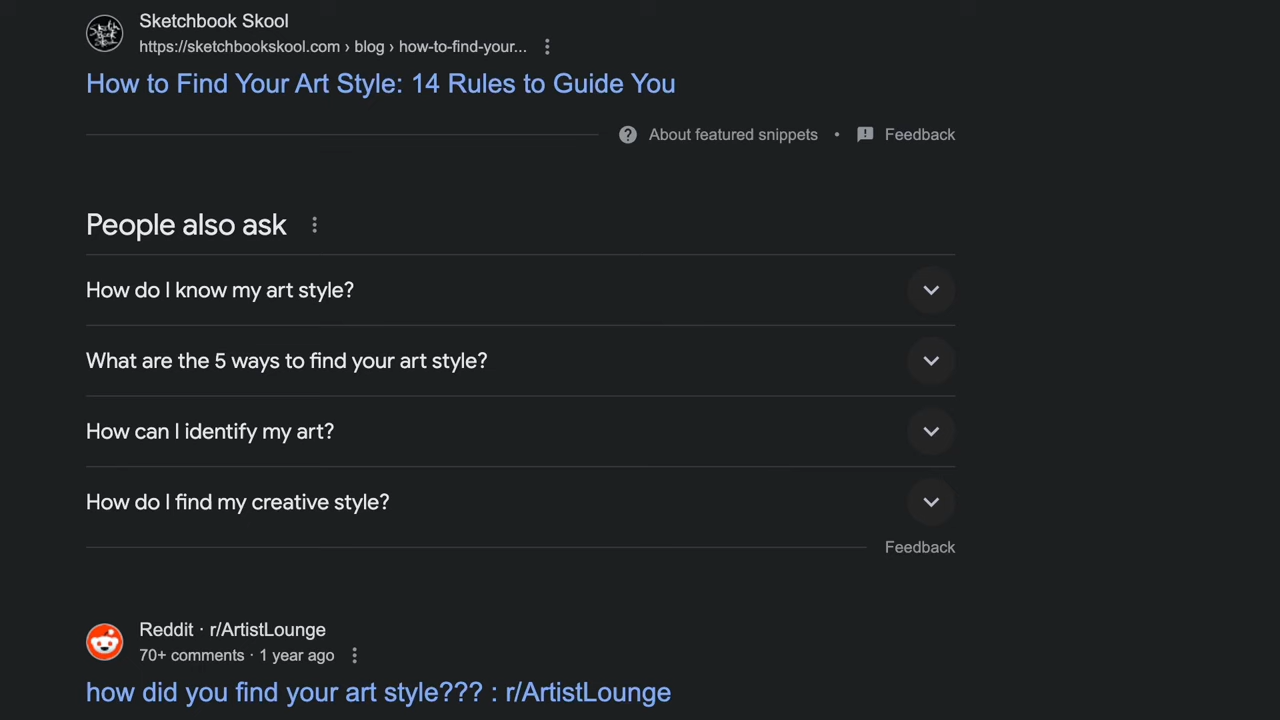 Sketchbook Skool
https://sketchbookskool.com › blog › how-to-find-your...
How to Find Your Art Style: 14 Rules to Guide You
About featured snippets • Feedback
People also ask
How do I know my art style?
What are the 5 ways to find your art style?
How can I identify my art?
How do I find my creative style?
Feedback
Reddit · r/ArtistLounge
70+ comments · 1 year ago
how did you find your art style??? : r/ArtistLounge